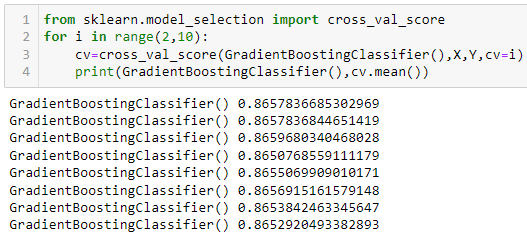 1 from sklearn.model_selection import cross_val_score
2 for i in range(2,10):
3     cv=cross_val_score(GradientBoostingClassifier(),X,Y,cv=i)
4     print(GradientBoostingClassifier(),cv.mean())
GradientBoostingClassifier() 0.8657836685302969
GradientBoostingClassifier() 0.8657836844651419
GradientBoostingClassifier() 0.8659680340468028
GradientBoostingClassifier() 0.8650768559111179
GradientBoostingClassifier() 0.8655069909010171
GradientBoostingClassifier() 0.8656915161579148
GradientBoostingClassifier() 0.8653842463345647
GradientBoostingClassifier() 0.8652920493382893